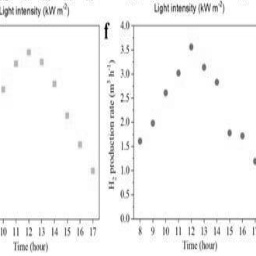 Light intensity (kW m⁻²)
Light intensity (kW m⁻²)
f
H₂ production rate (m³ h⁻¹)
4.0
3.5
3.0
2.5
2.0
1.5
1.0
0.5
0.0
10 11 12 13 14 15 16 17
8 9 10 11 12 13 14 15 16 17
Time (hour)
Time (hour)